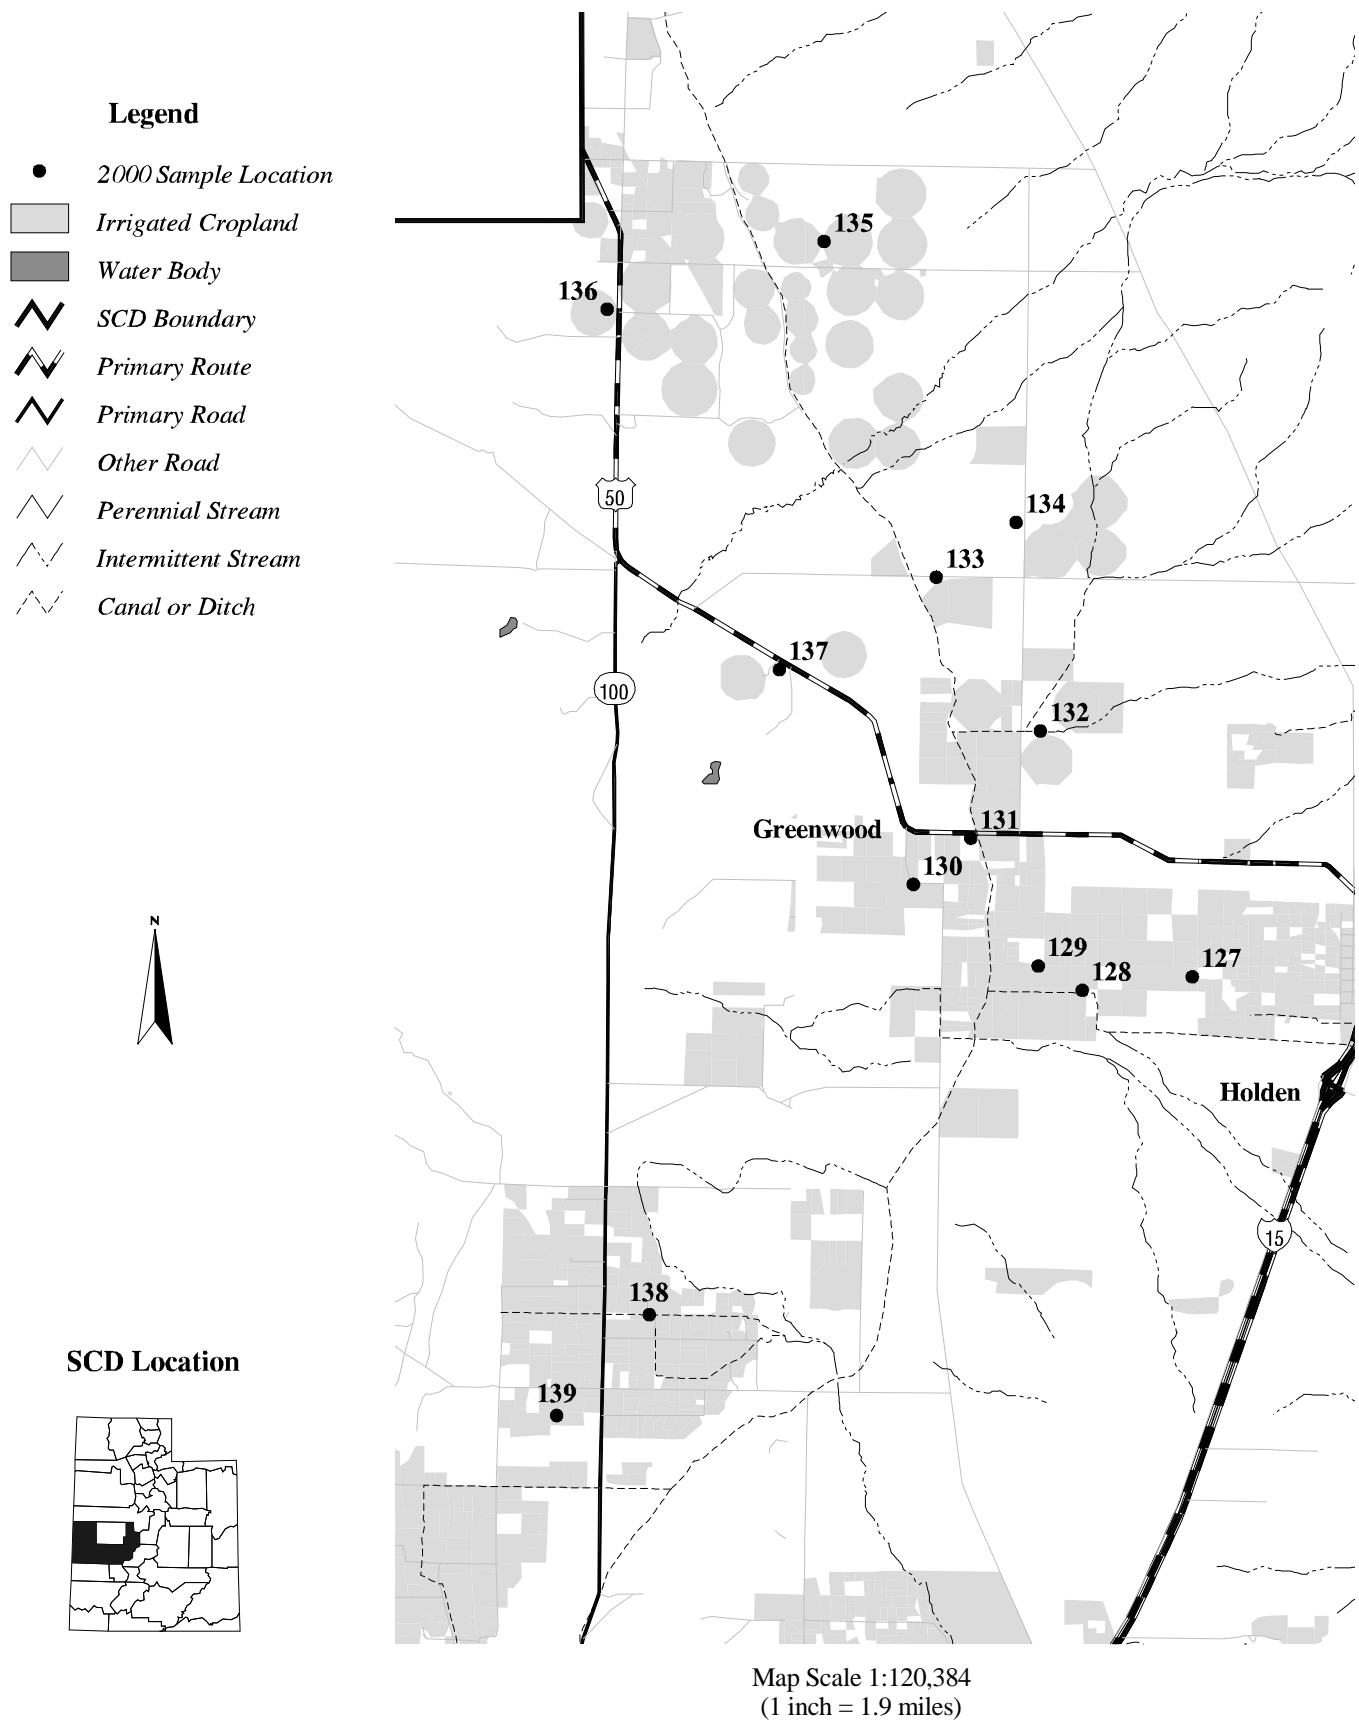 Legend
2000 Sample Location
Irrigated Cropland
Water Body
SCD Boundary
Primary Route
Primary Road
Other Road
Perennial Stream
Intermittent Stream
Canal or Ditch
N
SCD Location
135
136
50
134
133
137
100
132
131
Greenwood
130
129
128
127
Holden
15
138
139
Map Scale 1:120,384
(1 inch = 1.9 miles)